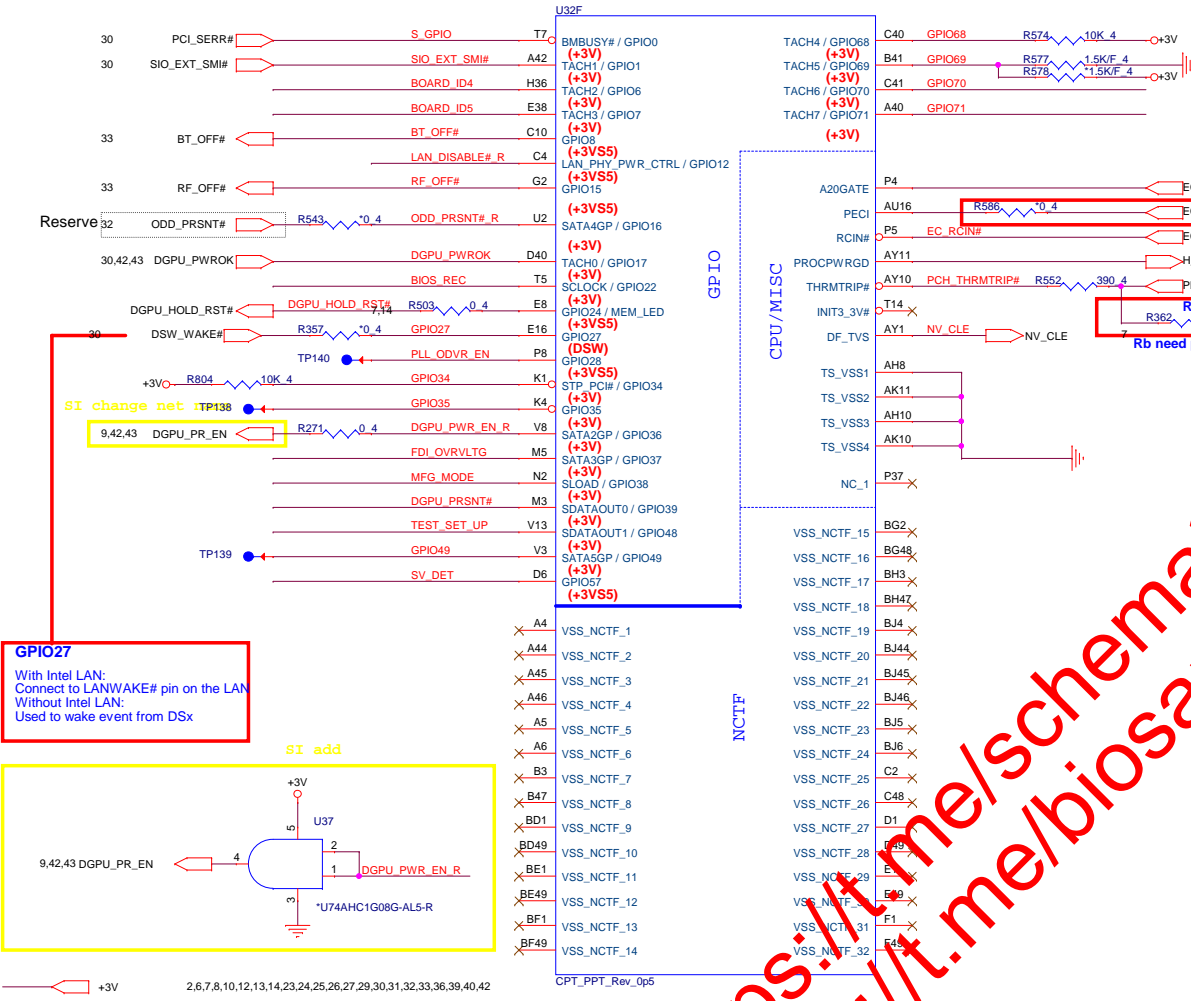 U32F
30 PCI_SERR# S_GPIO T7 BMBUSY# / GPIO0
(+3V)
30 SIO_EXT_SMI# SIO_EXT_SMI# A42 TACH1 / GPIO1
(+3V)
BOARD_ID4 H36 TACH2 / GPIO6
(+3V)
BOARD_ID5 E38 TACH3 / GPIO7
(+3V)
33 BT_OFF# BT_OFF# C10 GPIO8
(+3VS5)
LAN_DISABLE#_R C4 LAN_PHY_PWR_CTRL / GPIO12
(+3VS5)
33 RF_OFF# RF_OFF# G2 GPIO15
(+3VS5)
Reserve 32 ODD_PRSNT# R543 *0_4 ODD_PRSNT#_R U2 SATA4GP / GPIO16
(+3V)
30,42,43 DGPU_PWROK DGPU_PWROK D40 TACH0 / GPIO17
(+3V)
BIOS_REC T5 SCLOCK / GPIO22
(+3V)
DGPU_HOLD_RST# DGPU_HOLD_RST# 7,14 R503 0_4 E8 GPIO24 / MEM_LED
(+3VS5)
30 DSW_WAKE# R357 *0_4 GPIO27 E16 GPIO27
(DSW)
TP140 PLL_ODVR_EN P8 GPIO28
(+3VS5)
+3V R804 10K_4 GPIO34 K1 STP_PCI# / GPIO34
(+3V)
SI change net
TP138 GPIO35 K4 GPIO35
(+3V)
9,42,43 DGPU_PR_EN R271 0_4 DGPU_PWR_EN_R V8 SATA2GP / GPIO36
(+3V)
FDI_OVRVLTG M5 SATA3GP / GPIO37
(+3V)
MFG_MODE N2 SLOAD / GPIO38
(+3V)
DGPU_PRSNT# M3 SDATAOUT0 / GPIO39
(+3V)
TEST_SET_UP V13 SDATAOUT1 / GPIO48
(+3V)
TP139 GPIO49 V3 SATA5GP / GPIO49
(+3V)
SV_DET D6 GPIO57
(+3VS5)
TACH4 / GPIO68 C40 GPIO68 R574 10K_4 +3V
TACH5 / GPIO69 B41 GPIO69 R577 1.5K/F_4
(+3V)
R578 *1.5K/F_4 +3V
TACH6 / GPIO70 C41 GPIO70
(+3V)
TACH7 / GPIO71 A40 GPIO71
(+3V)
(+3V)
GPIO
CPU/MISC
A20GATE P4
PECI AU16 R586 *0_4
RCIN# P5 EC_RCIN#
PROCPWRGD AY11
THRMTRIP# AY10 PCH_THRMTRIP# R552 390_4
INIT3_3V# T14 R362
DF_TVS AY1 NV_CLE NV_CLE 7 Rb need
TS_VSS1 AH8
TS_VSS2 AK11
TS_VSS3 AH10
TS_VSS4 AK10
NC_1 P37
NCTF
A4 VSS_NCTF_1
A44 VSS_NCTF_2
A45 VSS_NCTF_3
A46 VSS_NCTF_4
A5 VSS_NCTF_5
A6 VSS_NCTF_6
B3 VSS_NCTF_7
B47 VSS_NCTF_8
BD1 VSS_NCTF_9
BD49 VSS_NCTF_10
BE1 VSS_NCTF_11
BE49 VSS_NCTF_12
BF1 VSS_NCTF_13
BF49 VSS_NCTF_14
VSS_NCTF_15 BG2
VSS_NCTF_16 BG48
VSS_NCTF_17 BH3
VSS_NCTF_18 BH47
VSS_NCTF_19 BJ4
VSS_NCTF_20 BJ44
VSS_NCTF_21 BJ45
VSS_NCTF_22 BJ46
VSS_NCTF_23 BJ5
VSS_NCTF_24 BJ6
VSS_NCTF_25 C2
VSS_NCTF_26 C48
VSS_NCTF_27 D1
VSS_NCTF_28 D49
VSS_NCTF_29
VSS_NCTF_31 F1
VSS_NCTF_32
CPT_PPT_Rev_0p5
GPIO27
With Intel LAN:
Connect to LANWAKE# pin on the LAN
Without Intel LAN:
Used to wake event from DSx
SI add
+3V
5 U37
9,42,43 DGPU_PR_EN 4 2
1 DGPU_PWR_EN_R
3 *U74AHC1G08G-AL5-R
+3V 2,6,7,8,10,12,13,14,23,24,25,26,27,29,30,31,32,33,36,39,40,42